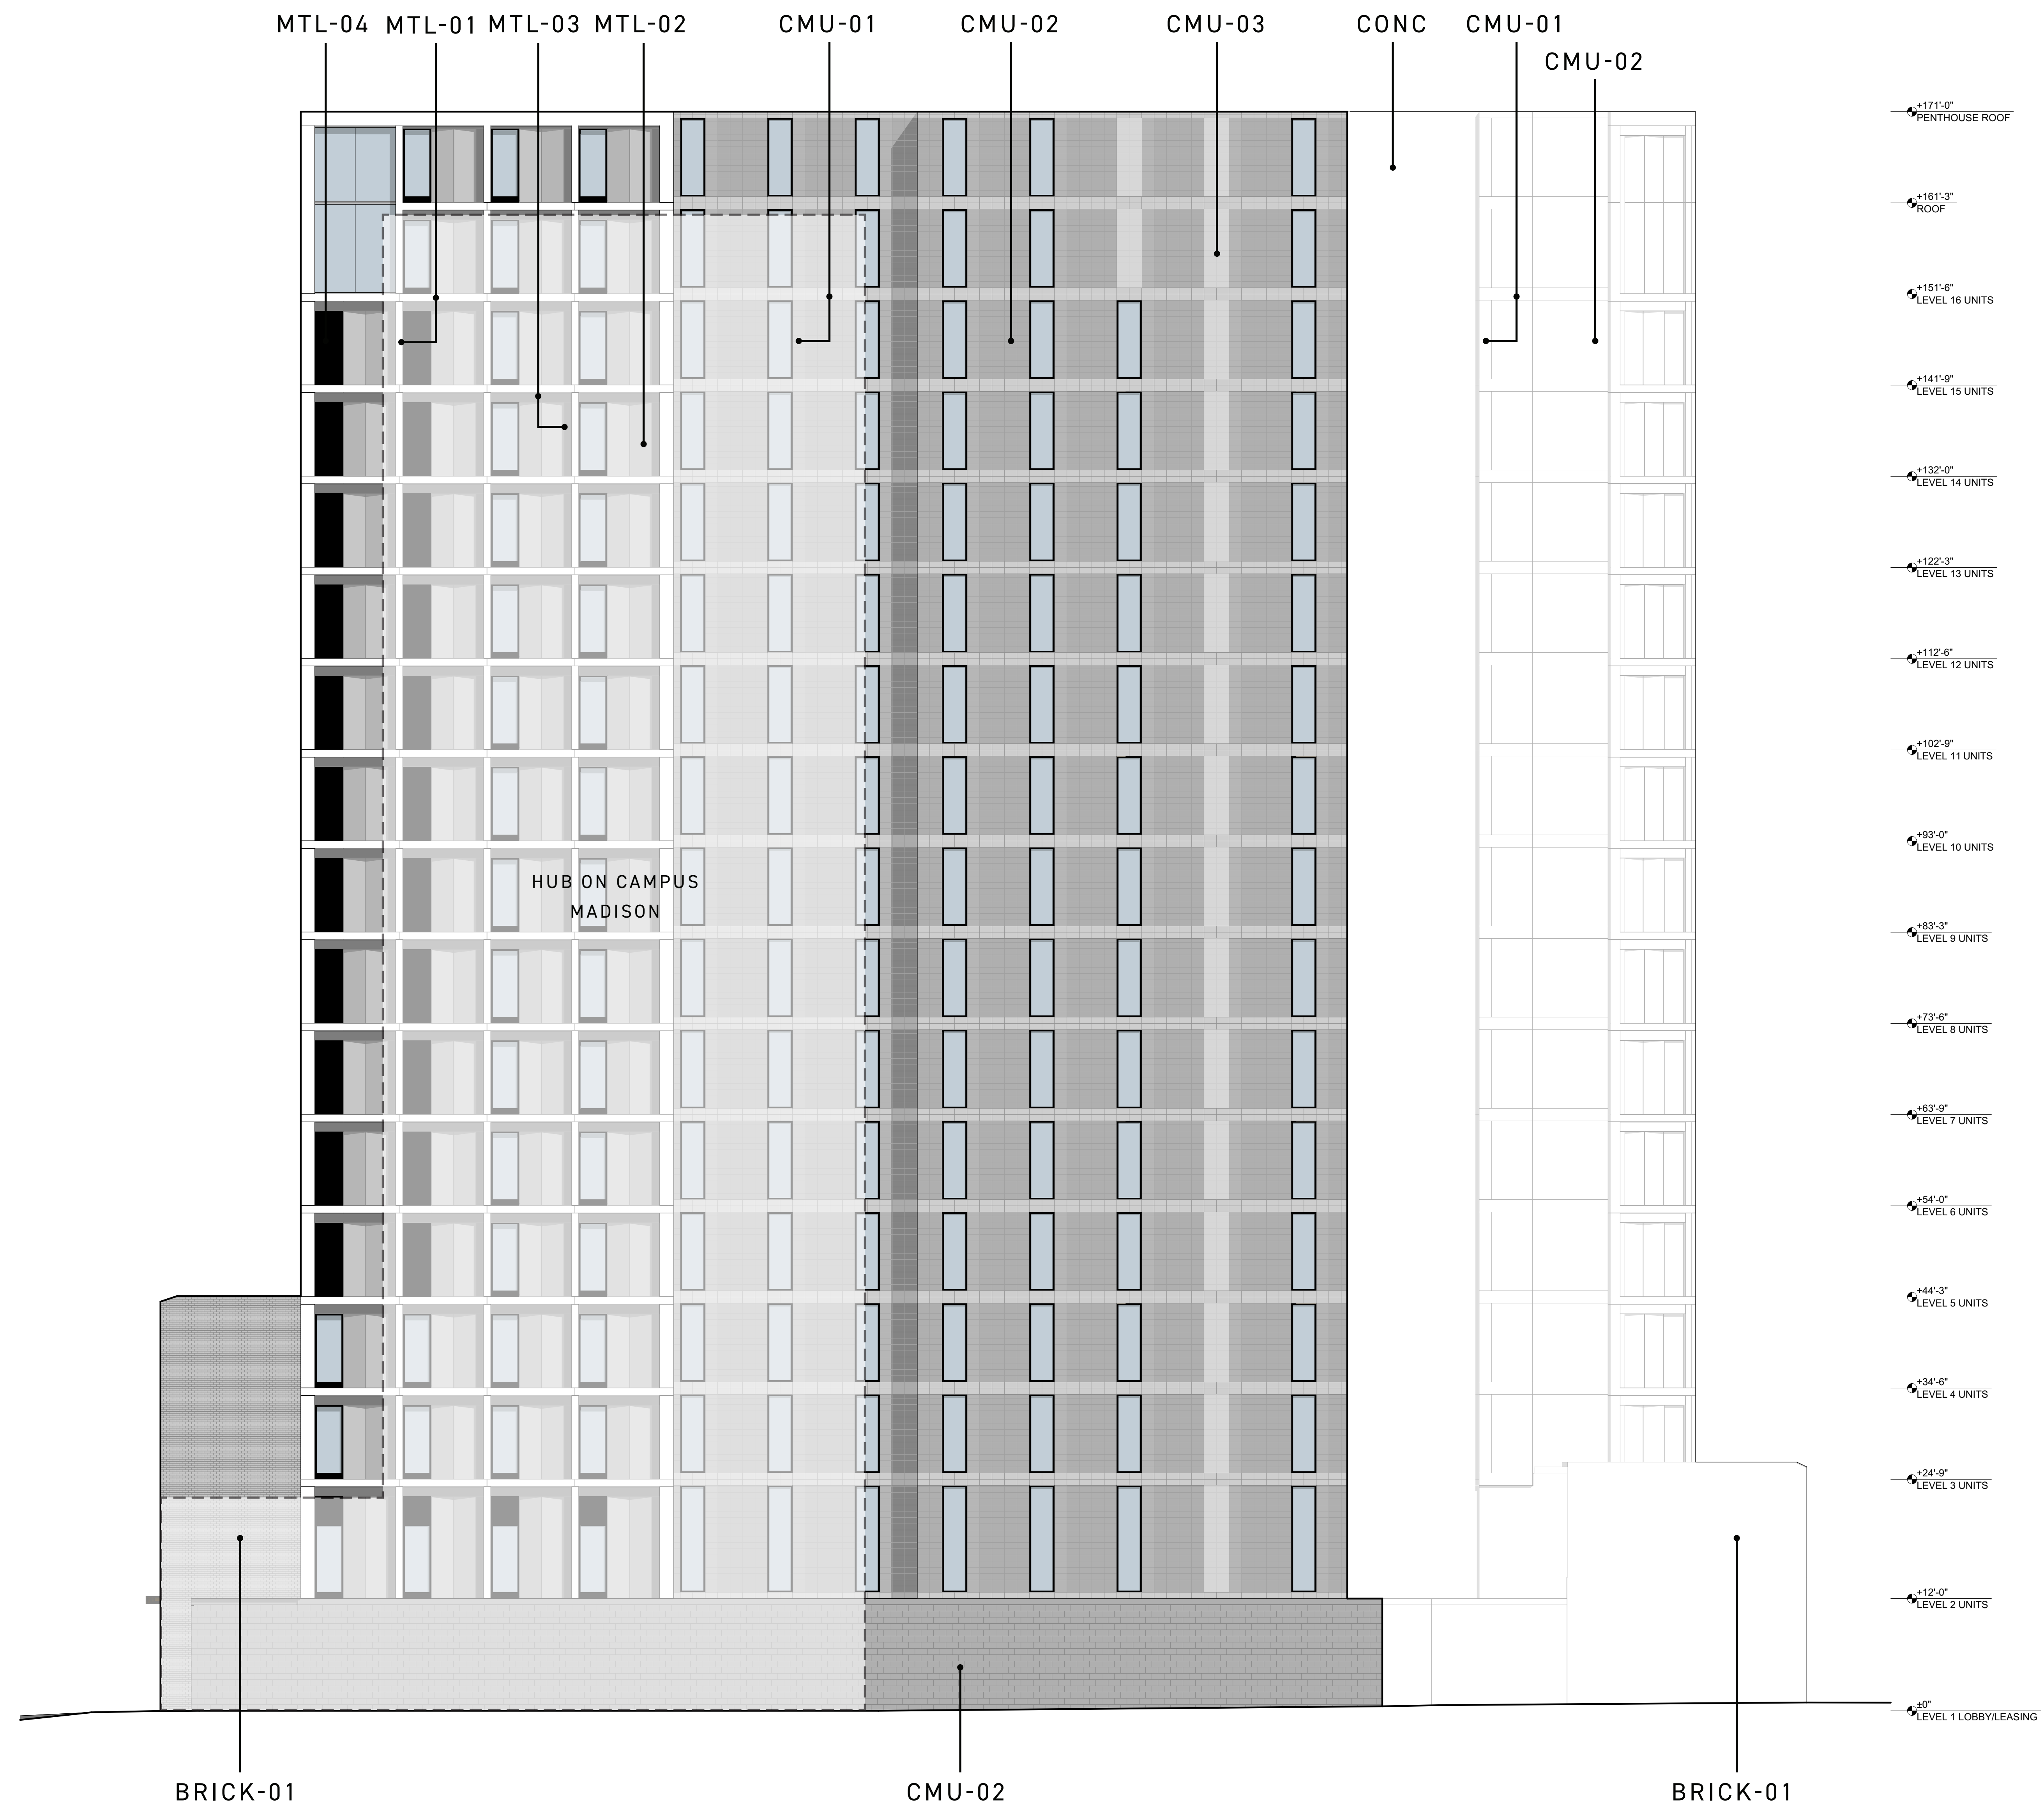 MTL-04 MTL-01 MTL-03 MTL-02 CMU-01 CMU-02 CMU-03 CONC CMU-01
CMU-02
+171'-0"
PENTHOUSE ROOF
+161'-3"
ROOF
+151'-6"
LEVEL 16 UNITS
+141'-9"
LEVEL 15 UNITS
+132'-0"
LEVEL 14 UNITS
+122'-3"
LEVEL 13 UNITS
+112'-6"
LEVEL 12 UNITS
+102'-9"
LEVEL 11 UNITS
+93'-0"
LEVEL 10 UNITS
HUB ON CAMPUS
MADISON
+83'-3"
LEVEL 9 UNITS
+73'-6"
LEVEL 8 UNITS
+63'-9"
LEVEL 7 UNITS
+54'-0"
LEVEL 6 UNITS
+44'-3"
LEVEL 5 UNITS
+34'-6"
LEVEL 4 UNITS
+24'-9"
LEVEL 3 UNITS
+12'-0"
LEVEL 2 UNITS
±0"
LEVEL 1 LOBBY/LEASING
BRICK-01 CMU-02 BRICK-01